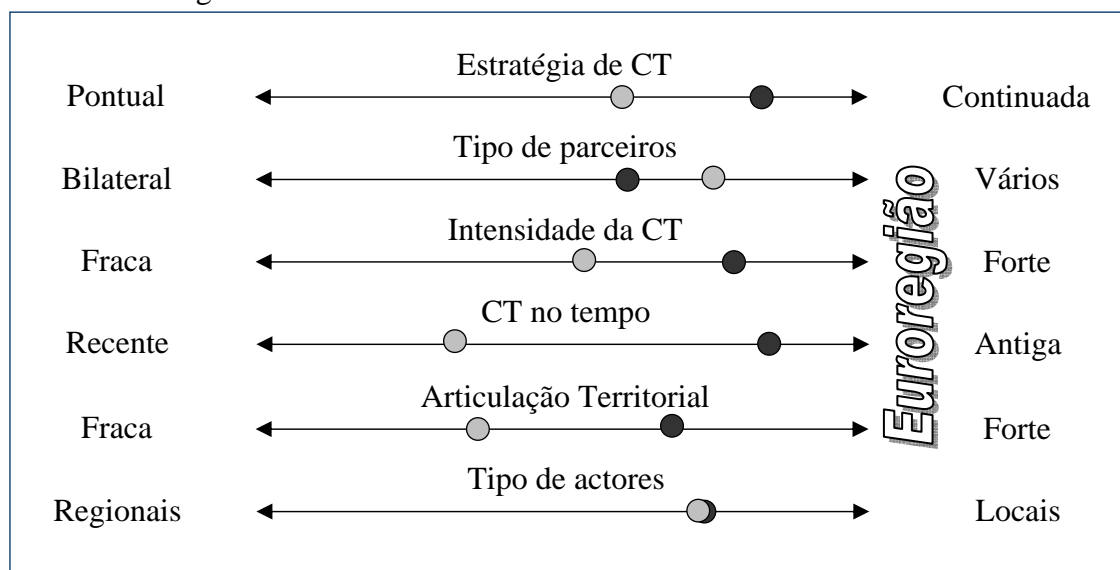 Estratégia de CT
Pontual
Continuada
Tipo de parceiros
Bilateral
Vários
Intensidade da CT
Fraca
Forte
CT no tempo
Recente
Antiga
Articulação Territorial
Fraca
Forte
Tipo de actores
Regionais
Locais
Euroregião